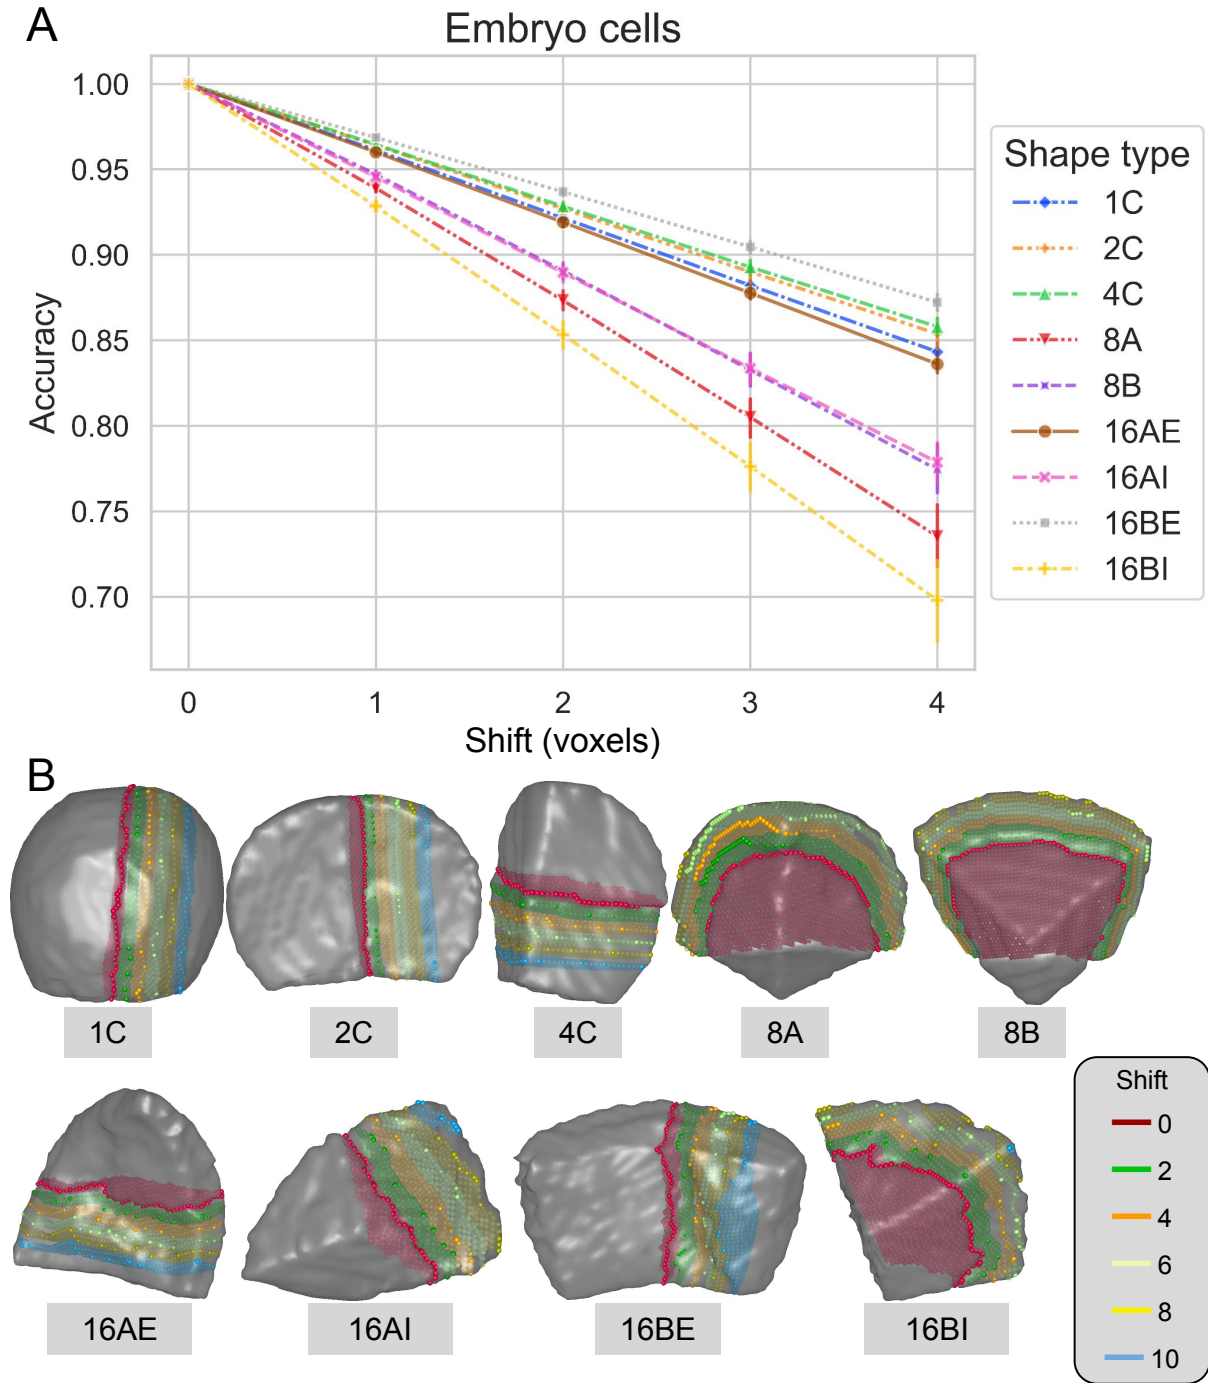 A
Embryo cells
1.00
0.95
0.90
0.85
0.80
0.75
0.70
Accuracy
0
1
2
3
4
Shift (voxels)
Shape type
1C
2C
4C
8A
8B
16AE
16AI
16BE
16BI
B
1C
2C
4C
8A
8B
16AE
16AI
16BE
16BI
Shift
0
2
4
6
8
10